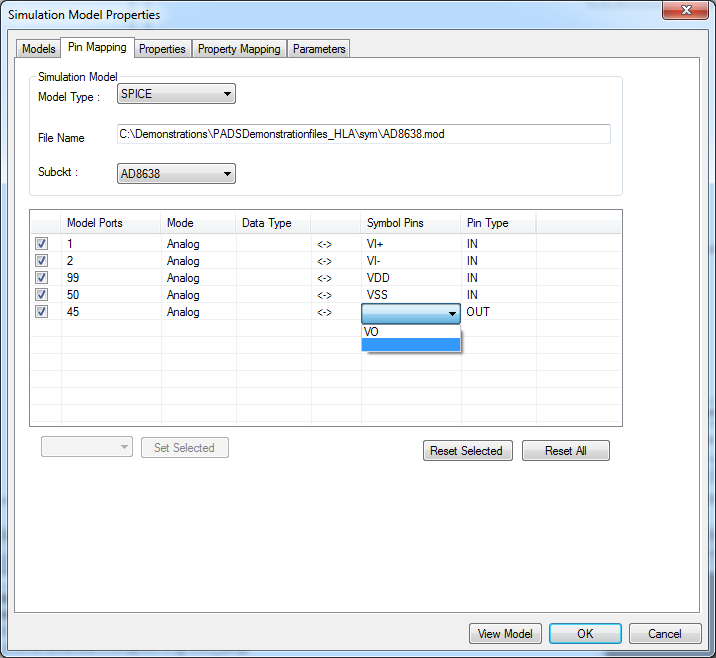 Simulation Model Properties
Models Pin Mapping Properties Property Mapping Parameters
Simulation Model
Model Type : SPICE
File Name C:\Demonstrations\PADSDemonstrationfiles_HLA\sym\AD8638.mod
Subckt : AD8638
Model Ports Mode Data Type Symbol Pins Pin Type
1 Analog <-> VI+ IN
2 Analog <-> VI- IN
99 Analog <-> VDD IN
50 Analog <-> VSS IN
45 Analog <-> OUT
VO
Set Selected Reset Selected Reset All
View Model OK Cancel